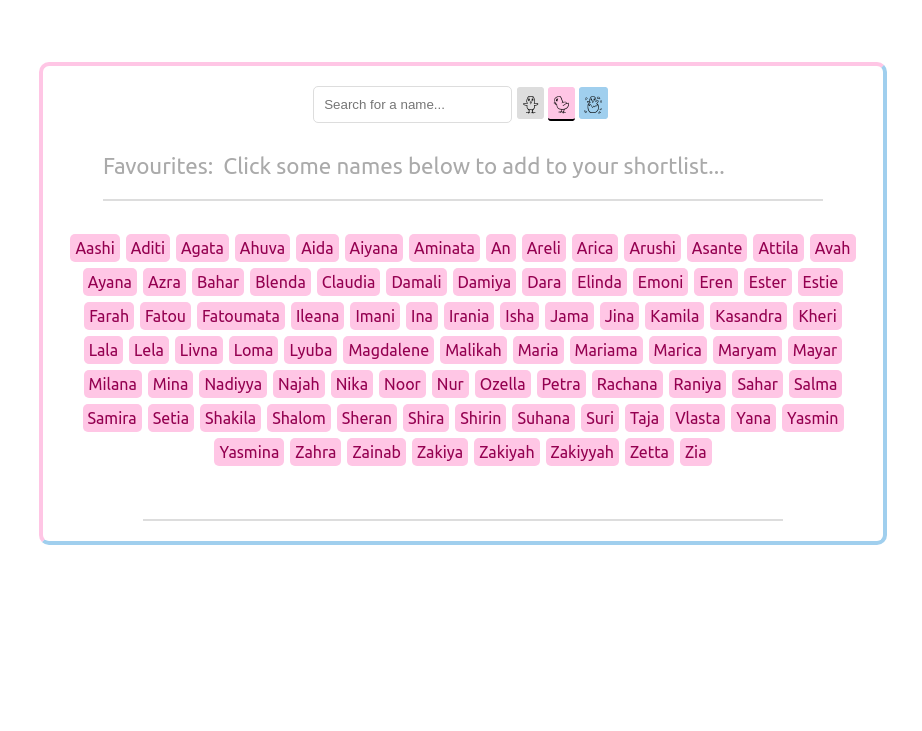 Search for a name...
Favourites: Click some names below to add to your shortlist...
Aashi Aditi Agata Ahuva Aida Aiyana Aminata An Areli Arica Arushi Asante Attila Avah
Ayana Azra Bahar Blenda Claudia Damali Damiya Dara Elinda Emoni Eren Ester Estie
Farah Fatou Fatoumata Ileana Imani Ina Irania Isha Jama Jina Kamila Kasandra Kheri
Lala Lela Livna Loma Lyuba Magdalene Malikah Maria Mariama Marica Maryam Mayar
Milana Mina Nadiyya Najah Nika Noor Nur Ozella Petra Rachana Raniya Sahar Salma
Samira Setia Shakila Shalom Sheran Shira Shirin Suhana Suri Taja Vlasta Yana Yasmin
Yasmina Zahra Zainab Zakiya Zakiyah Zakiyyah Zetta Zia